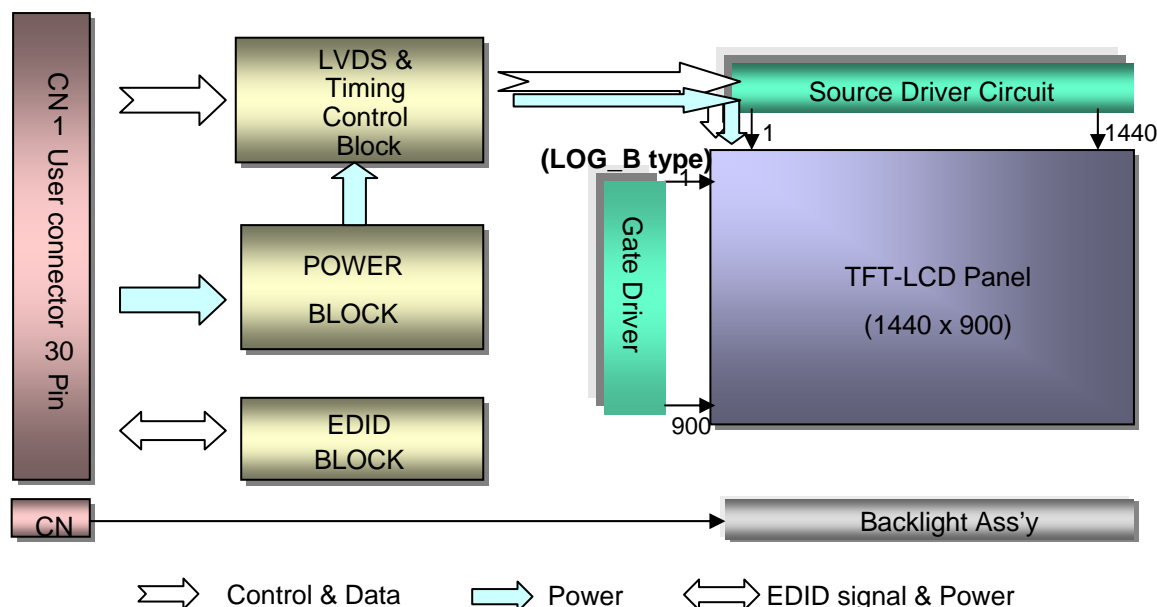 CN 1 User connector 30 Pin
LVDS &
Timing
Control
Block
Source Driver Circuit
1
1440
(LOG_B type)
1
Gate Driver
900
TFT-LCD Panel
(1440 x 900)
POWER
BLOCK
EDID
BLOCK
CN
Backlight Ass'y
Control & Data
Power
EDID signal & Power